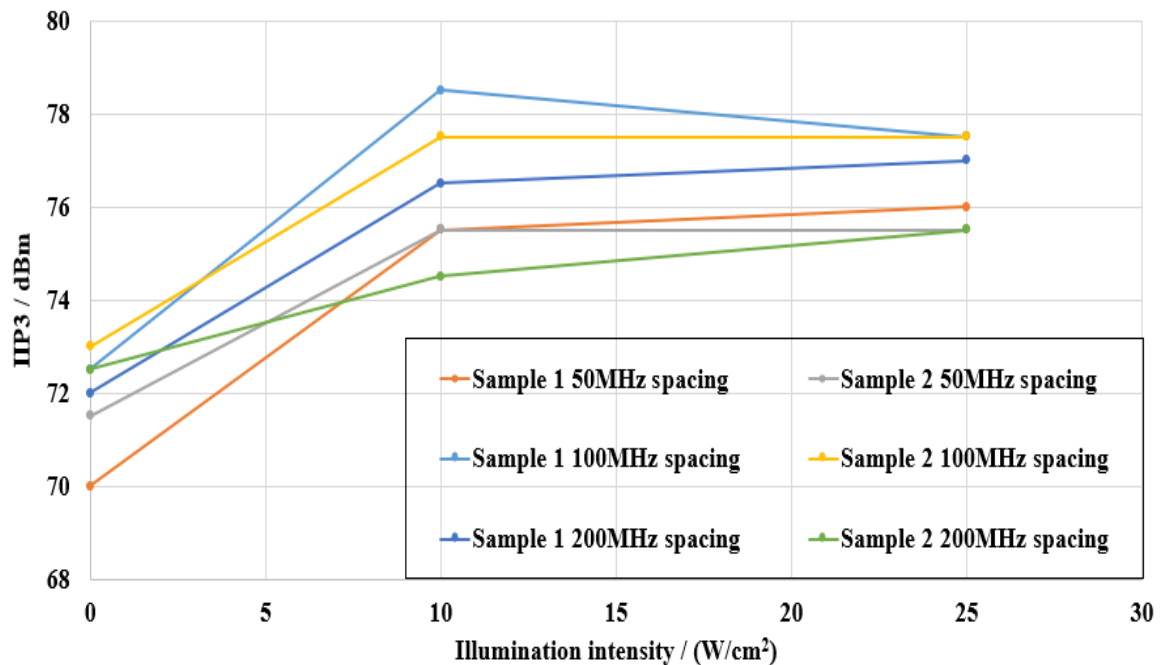 80
78
76
74
72
70
68
IIP3 / dBm
Sample 1 50MHz spacing
Sample 2 50MHz spacing
Sample 1 100MHz spacing
Sample 2 100MHz spacing
Sample 1 200MHz spacing
Sample 2 200MHz spacing
0 5 10 15 20 25 30
Illumination intensity / (W/cm²)